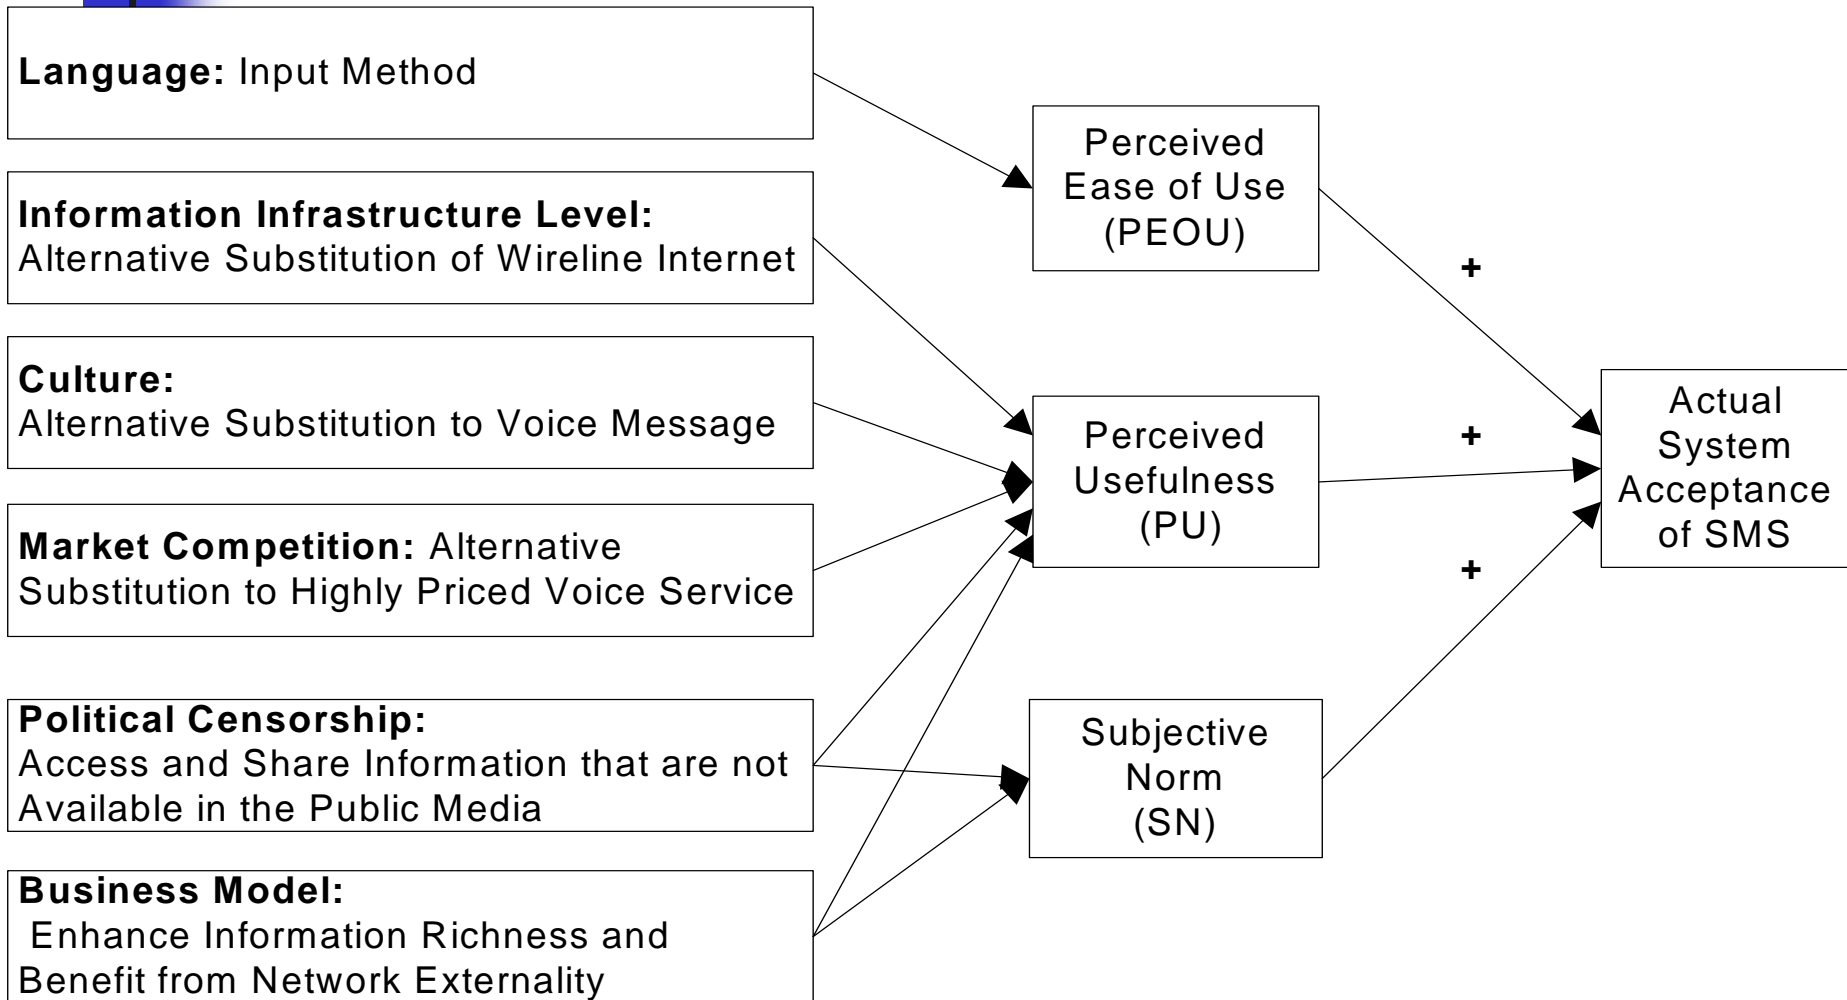 Language: Input Method
Information Infrastructure Level:
Alternative Substitution of Wireline Internet
Culture:
Alternative Substitution to Voice Message
Market Competition: Alternative
Substitution to Highly Priced Voice Service
Political Censorship:
Access and Share Information that are not
Available in the Public Media
Business Model:
Enhance Information Richness and
Benefit from Network Externality
Perceived
Ease of Use
(PEOU)
Perceived
Usefulness
(PU)
Subjective
Norm
(SN)
+
+
+
Actual
System
Acceptance
of SMS